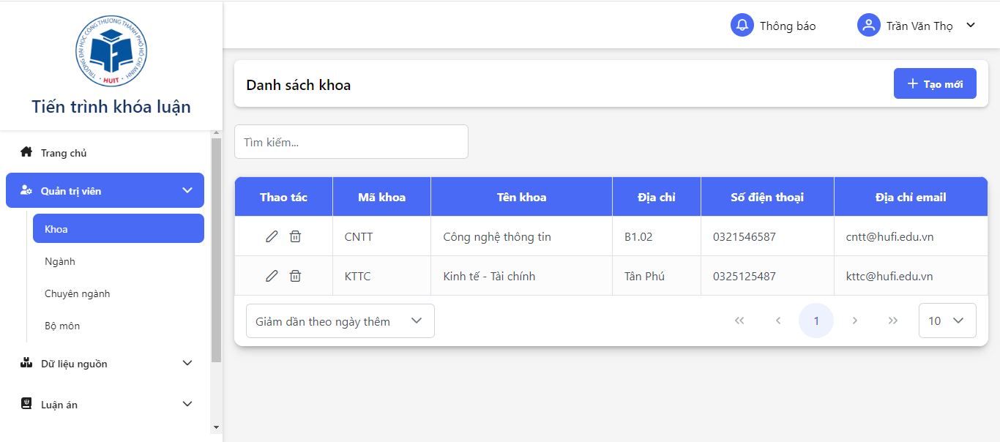 TRƯỜNG ĐẠI HỌC CÔNG THƯƠNG THÀNH PHỐ HỒ CHÍ MINH
HUIT
Tiến trình khóa luận
Thông báo
Trần Văn Thọ
Danh sách khoa
Tạo mới
Tìm kiếm...
Trang chủ
Quản trị viên
Khoa
Ngành
Chuyên ngành
Bộ môn
Dữ liệu nguồn
Luận án
Thao tác Mã khoa Tên khoa Địa chỉ Số điện thoại Địa chỉ email
CNTT Công nghệ thông tin B1.02 0321546587 cntt@hufi.edu.vn
KTTC Kinh tế - Tài chính Tân Phú 0325125487 kttc@hufi.edu.vn
Giảm dần theo ngày thêm
1
10